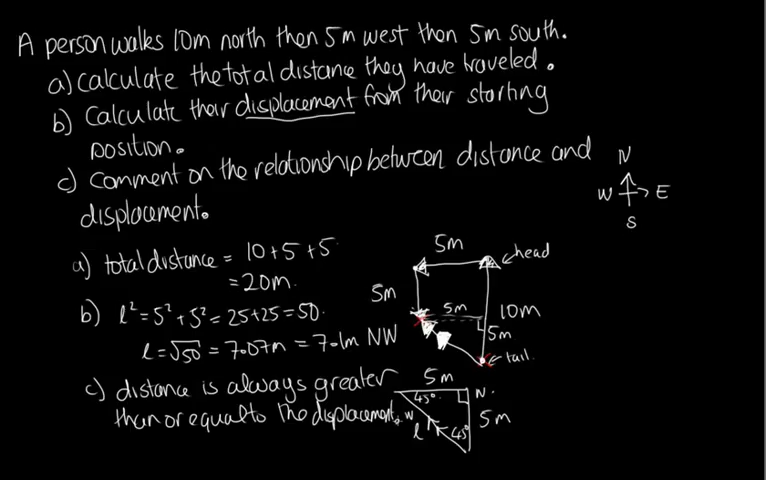 A person walks 10m north then 5m west then 5m south.
a) Calculate the total distance they have traveled.
b) Calculate their displacement from their starting
position.
c) Comment on the relationship between distance and
displacement.
N
W E
S
a) total distance = 10+5+5
= 20m.
b) l² = 5² + 5² = 25+25 = 50.
l = √50 = 7.07m = 7.1m NW
c) distance is always greater
than or equal to the displacement.
5m
head
5m
5m
10m
5m
tail.
5m
45°
N
W
l
45°
5m